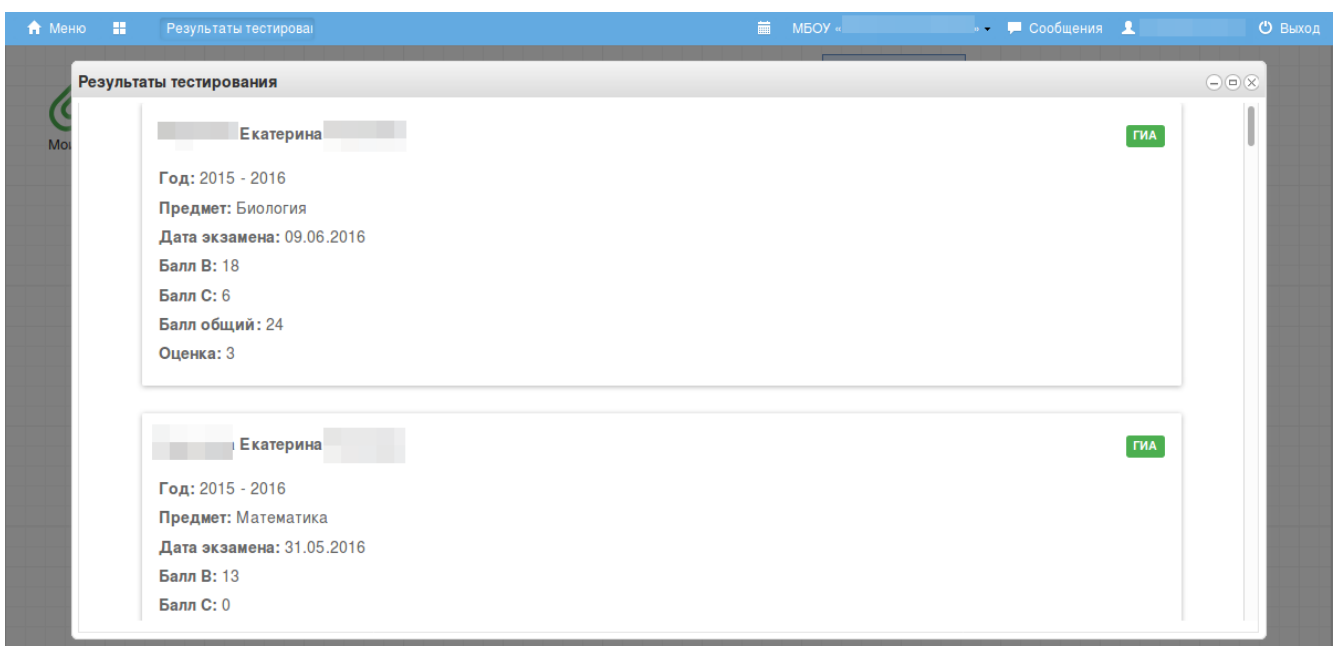 Меню Результаты тестирован МБОУ « » Сообщения Выход
Результаты тестирования
Мои
Екатерина ГИА
Год: 2015 - 2016
Предмет: Биология
Дата экзамена: 09.06.2016
Балл B: 18
Балл C: 6
Балл общий: 24
Оценка: 3
Екатерина ГИА
Год: 2015 - 2016
Предмет: Математика
Дата экзамена: 31.05.2016
Балл B: 13
Балл C: 0